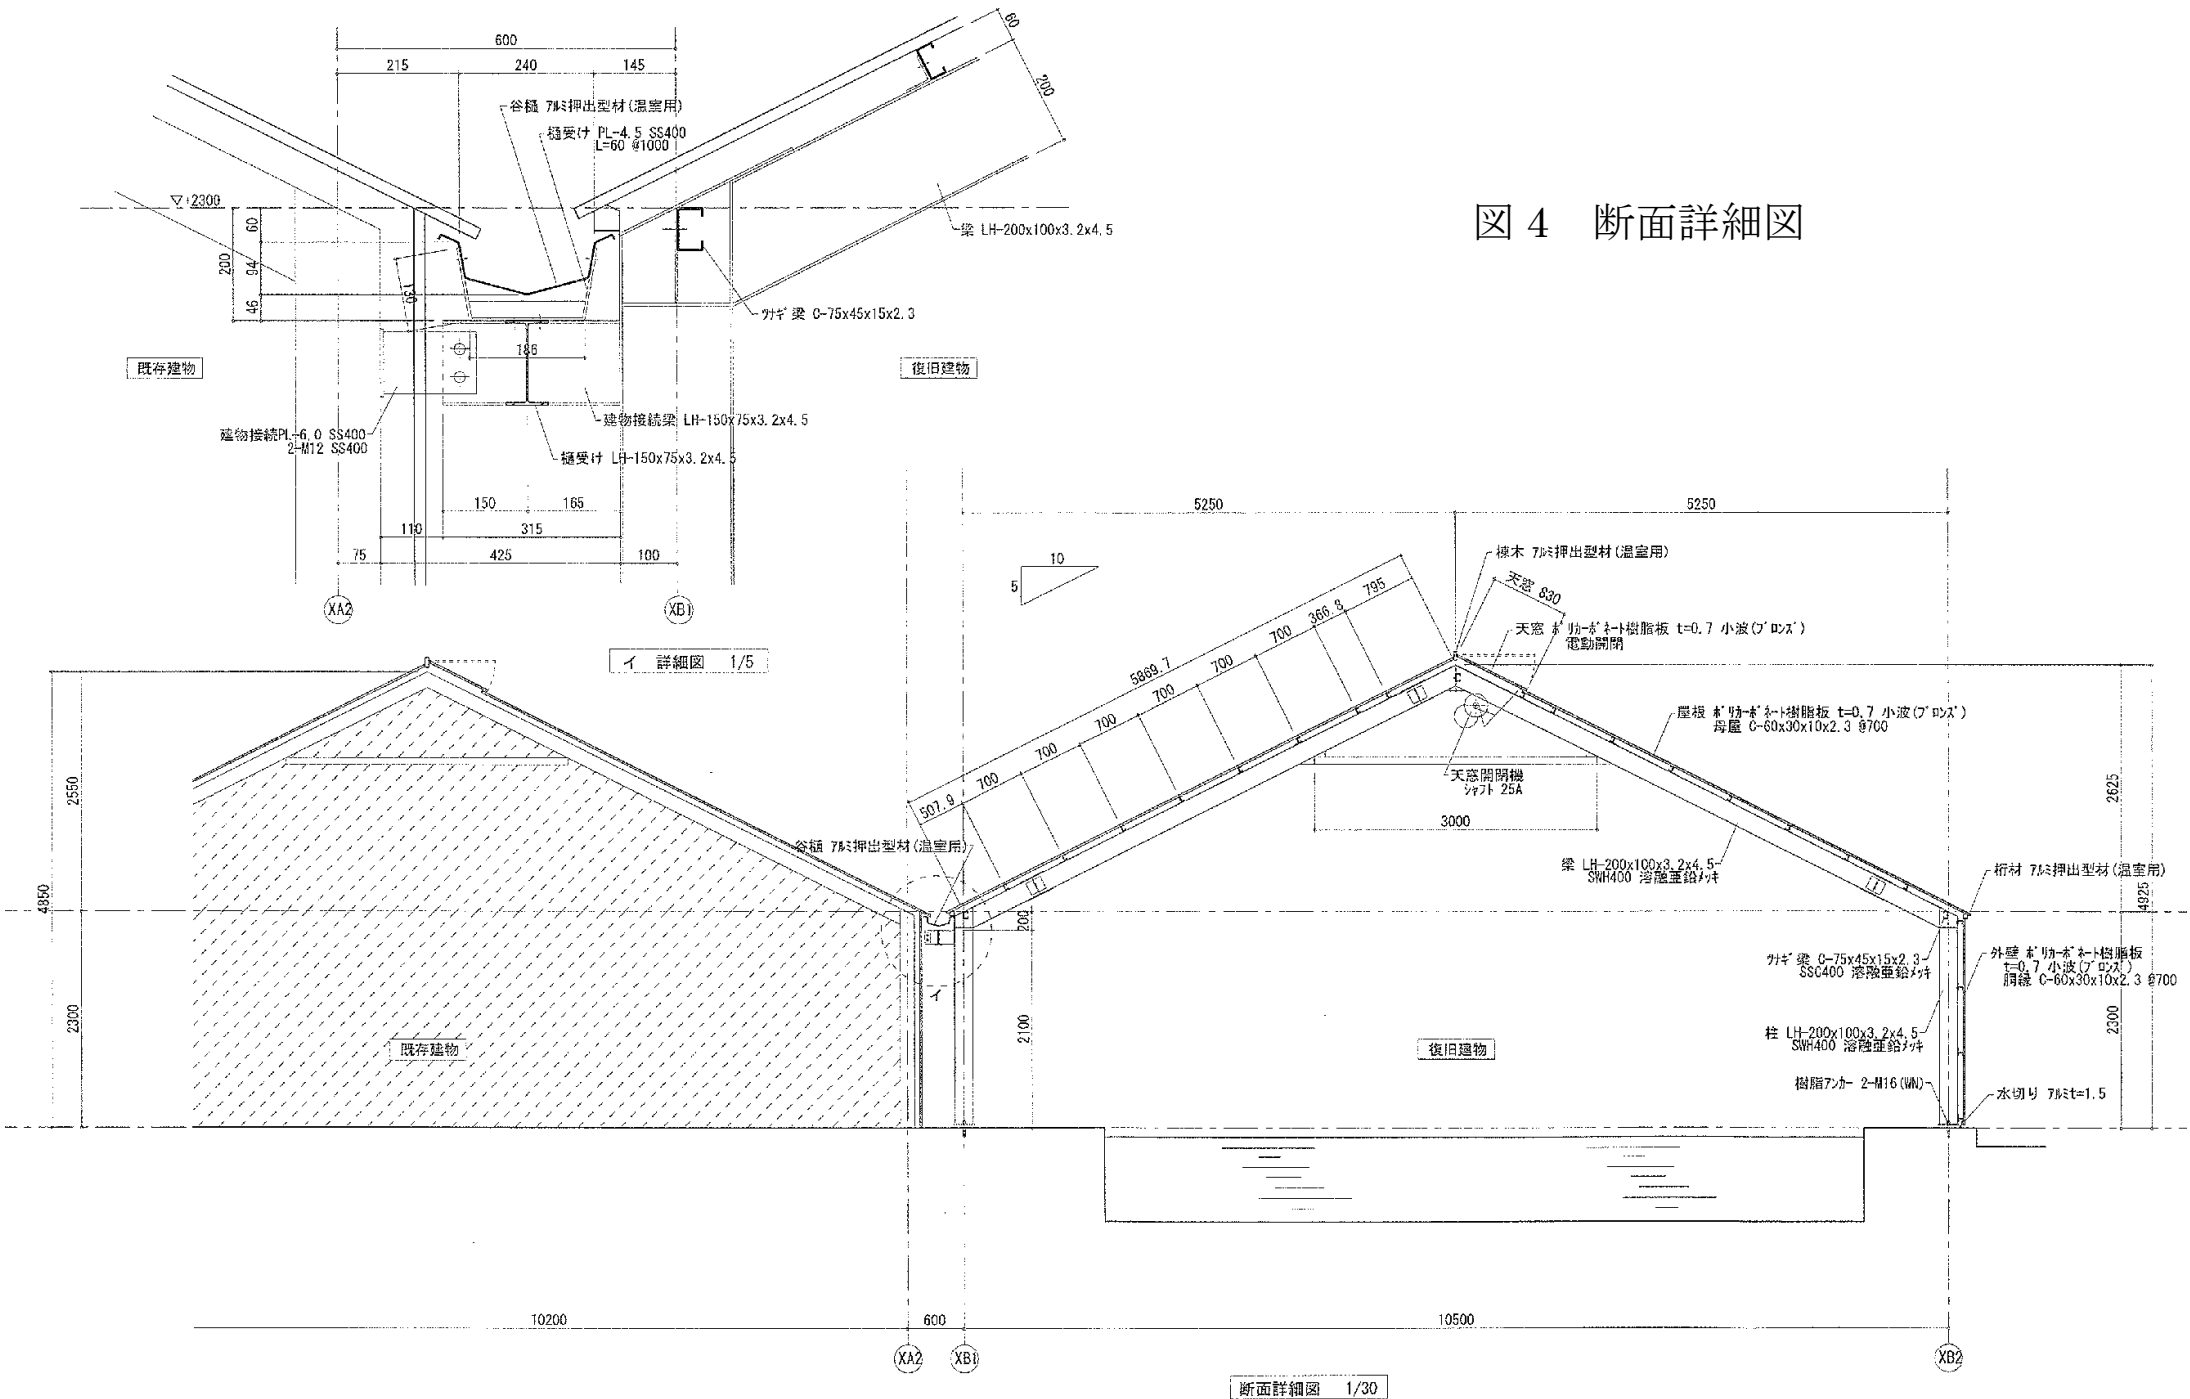 図4 断面詳細図
600
215
240
145
60
200
谷樋 アルミ押出型材(温室用)
樋受け PL-4.5 SS400
L=60 @1000
▽+2300
60
94
46
200
130
梁 LH-200x100x3.2x4.5
ツナギ梁 C-75x45x15x2.3
既存建物
復旧建物
186
建物接続梁 LH-150x75x3.2x4.5
建物接続PL-6.0 SS400
2-M12 SS400
樋受け LH-150x75x3.2x4.5
150
165
110
315
75
425
100
XA2
XB1
イ 詳細図 1/5
5250
5250
10
5
棟木 アルミ押出型材(温室用)
天窓 830
天窓 ポリカーボネート樹脂板 t=0.7 小波(ブロンズ)
電動開閉
5869.7
507.9
700
700
700
700
700
700
366.8
795
屋根 ポリカーボネート樹脂板 t=0.7 小波(ブロンズ)
母屋 C-60x30x10x2.3 @700
天窓開閉機
シャフト 25A
3000
谷樋 アルミ押出型材(温室用)
梁 LH-200x100x3.2x4.5
SWH400 溶融亜鉛メッキ
桁材 アルミ押出型材(温室用)
2550
4850
2300
2625
4925
2300
200
2100
イ
ツナギ梁 C-75x45x15x2.3
SSC400 溶融亜鉛メッキ
外壁 ポリカーボネート樹脂板
t=0.7 小波(ブロンズ)
胴縁 C-60x30x10x2.3 @700
柱 LH-200x100x3.2x4.5
SWH400 溶融亜鉛メッキ
既存建物
復旧建物
樹脂アンカー 2-M16(WN)
水切り アルミt=1.5
10200
600
10500
XA2
XB1
XB2
断面詳細図 1/30